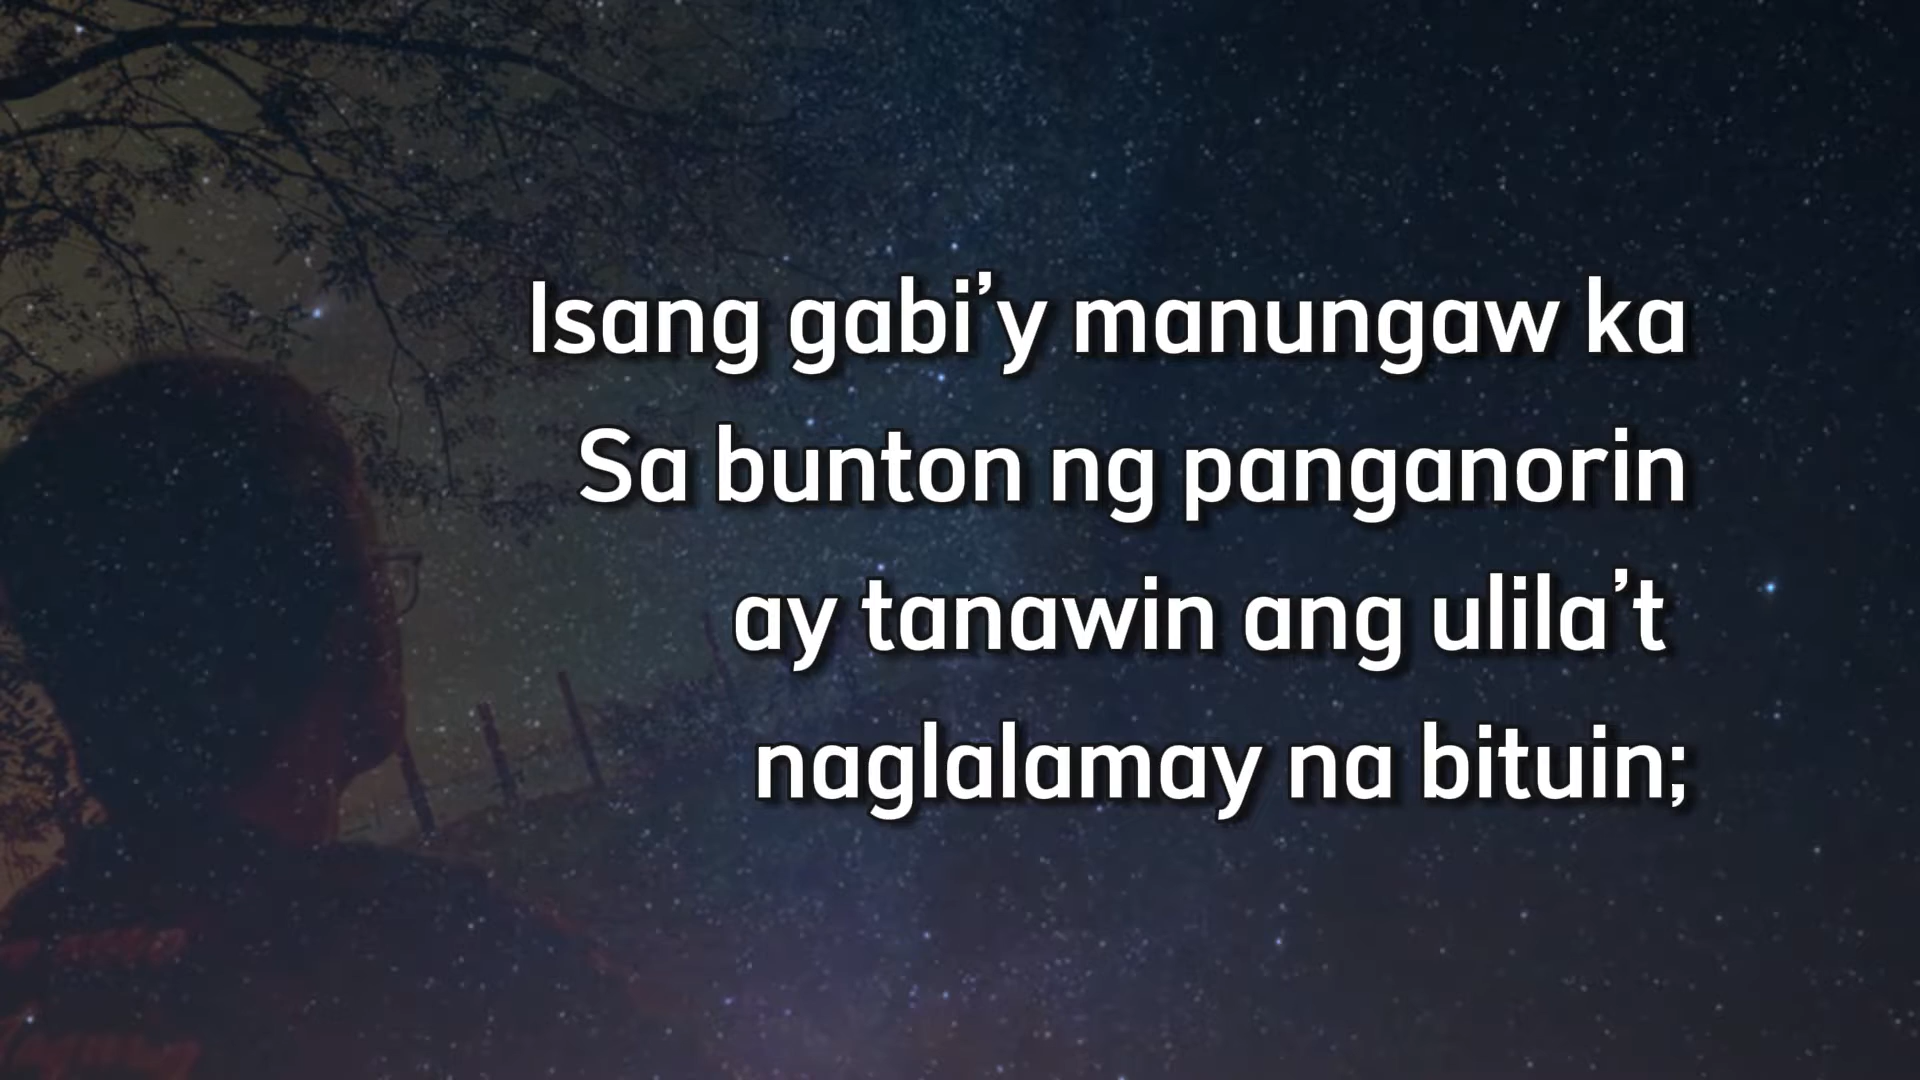 Isang gabi’y manungaw ka
Sa bunton ng panganorin
ay tanawin ang ulila’t
naglalamay na bituin;